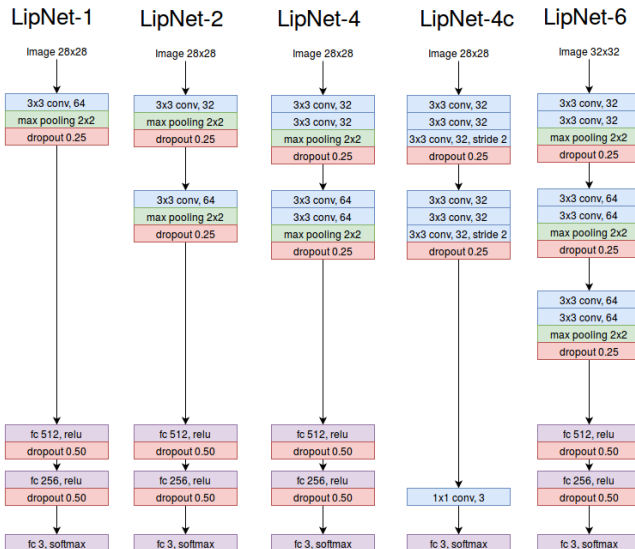 LipNet-1
Image 28x28
3x3 conv, 64
max pooling 2x2
dropout 0.25
fc 512, relu
dropout 0.50
fc 256, relu
dropout 0.50
fc 3, softmax
LipNet-2
Image 28x28
3x3 conv, 32
max pooling 2x2
dropout 0.25
3x3 conv, 64
max pooling 2x2
dropout 0.25
fc 512, relu
dropout 0.50
fc 256, relu
dropout 0.50
fc 3, softmax
LipNet-4
Image 28x28
3x3 conv, 32
3x3 conv, 32
max pooling 2x2
dropout 0.25
3x3 conv, 64
3x3 conv, 64
max pooling 2x2
dropout 0.25
fc 512, relu
dropout 0.50
fc 256, relu
dropout 0.50
fc 3, softmax
LipNet-4c
Image 28x28
3x3 conv, 32
3x3 conv, 32
3x3 conv, 32, stride 2
dropout 0.25
3x3 conv, 32
3x3 conv, 32
3x3 conv, 32, stride 2
dropout 0.25
1x1 conv, 3
fc 3, softmax
LipNet-6
Image 32x32
3x3 conv, 32
3x3 conv, 32
max pooling 2x2
dropout 0.25
3x3 conv, 64
3x3 conv, 64
max pooling 2x2
dropout 0.25
3x3 conv, 64
3x3 conv, 64
max pooling 2x2
dropout 0.25
fc 512, relu
dropout 0.50
fc 256, relu
dropout 0.50
fc 3, softmax